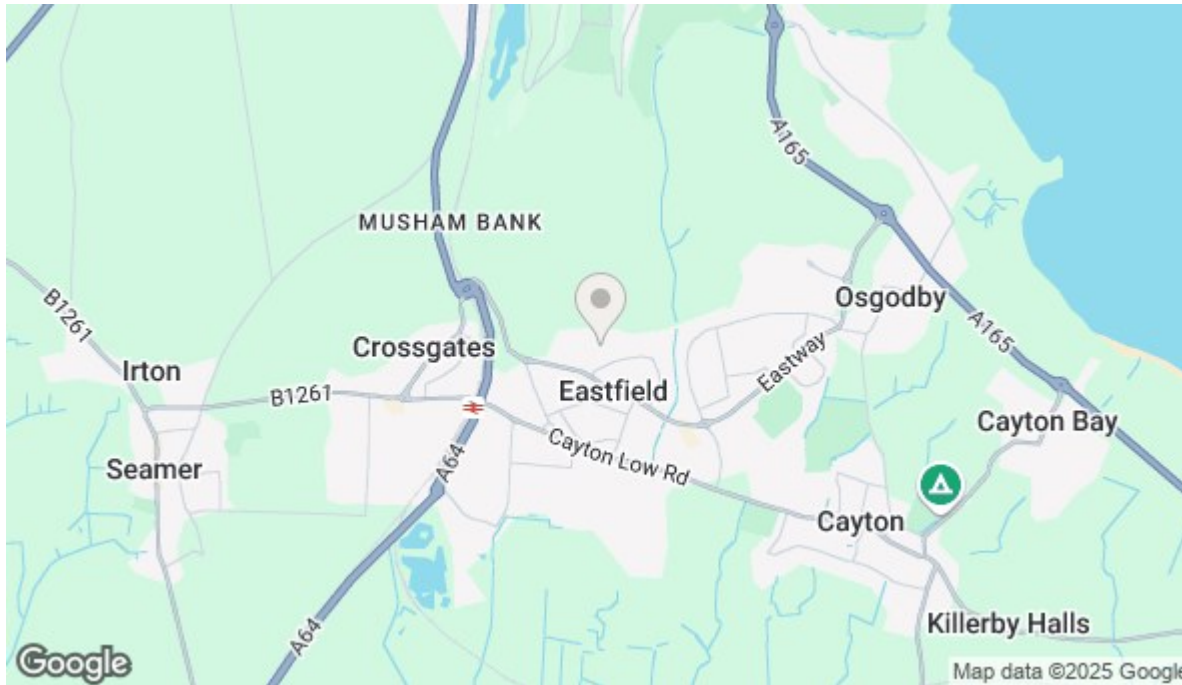 A165
MUSHAM BANK
B1261
Osgodby
Crossgates
A165
Irton
Eastway
Eastfield
B1261
Cayton Bay
Cayton Low Rd
Seamer
A64
Cayton
Killerby Halls
A64
Google
Map data ©2025 Google